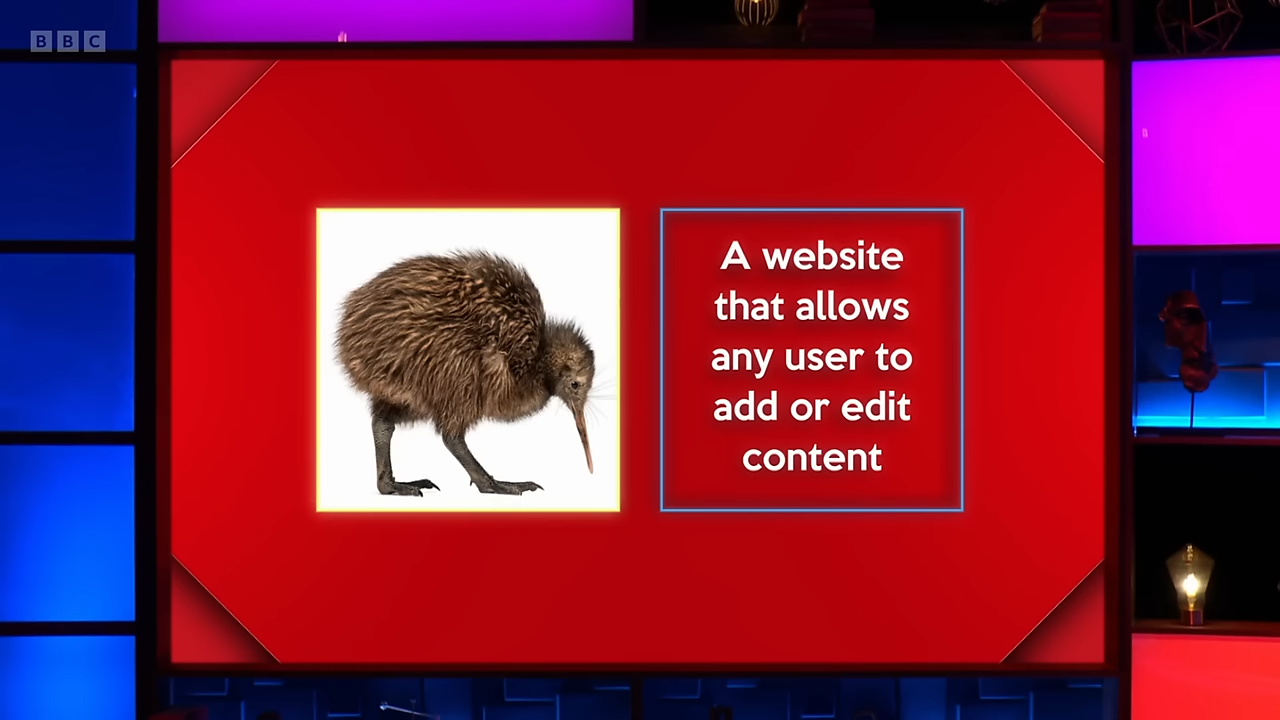 BBC
A website
that allows
any user to
add or edit
content